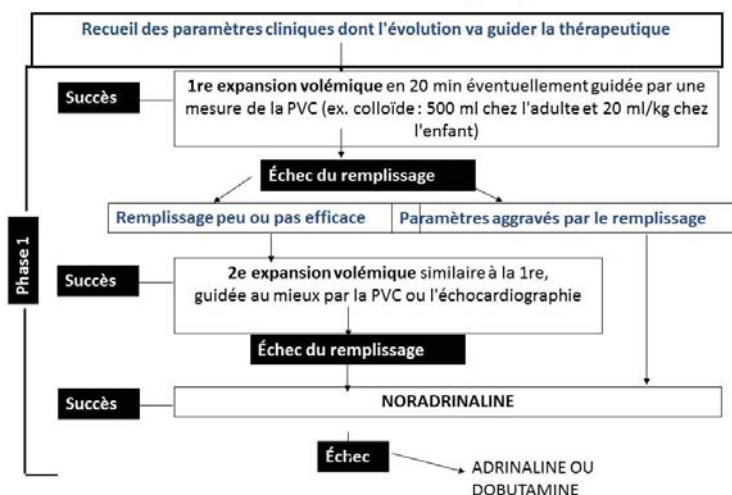 Recueil des paramètres cliniques dont l'évolution va guider la thérapeutique
Succès
1re expansion volémique en 20 min éventuellement guidée par une
mesure de la PVC (ex. colloïde : 500 ml chez l'adulte et 20 ml/kg chez
l'enfant)
Échec du remplissage
Remplissage peu ou pas efficace
Paramètres aggravés par le remplissage
Phase 1
Succès
2e expansion volémique similaire à la 1re,
guidée au mieux par la PVC ou l'échocardiographie
Échec du remplissage
Succès
NORADRINALINE
Échec
ADRINALINE OU
DOBUTAMINE